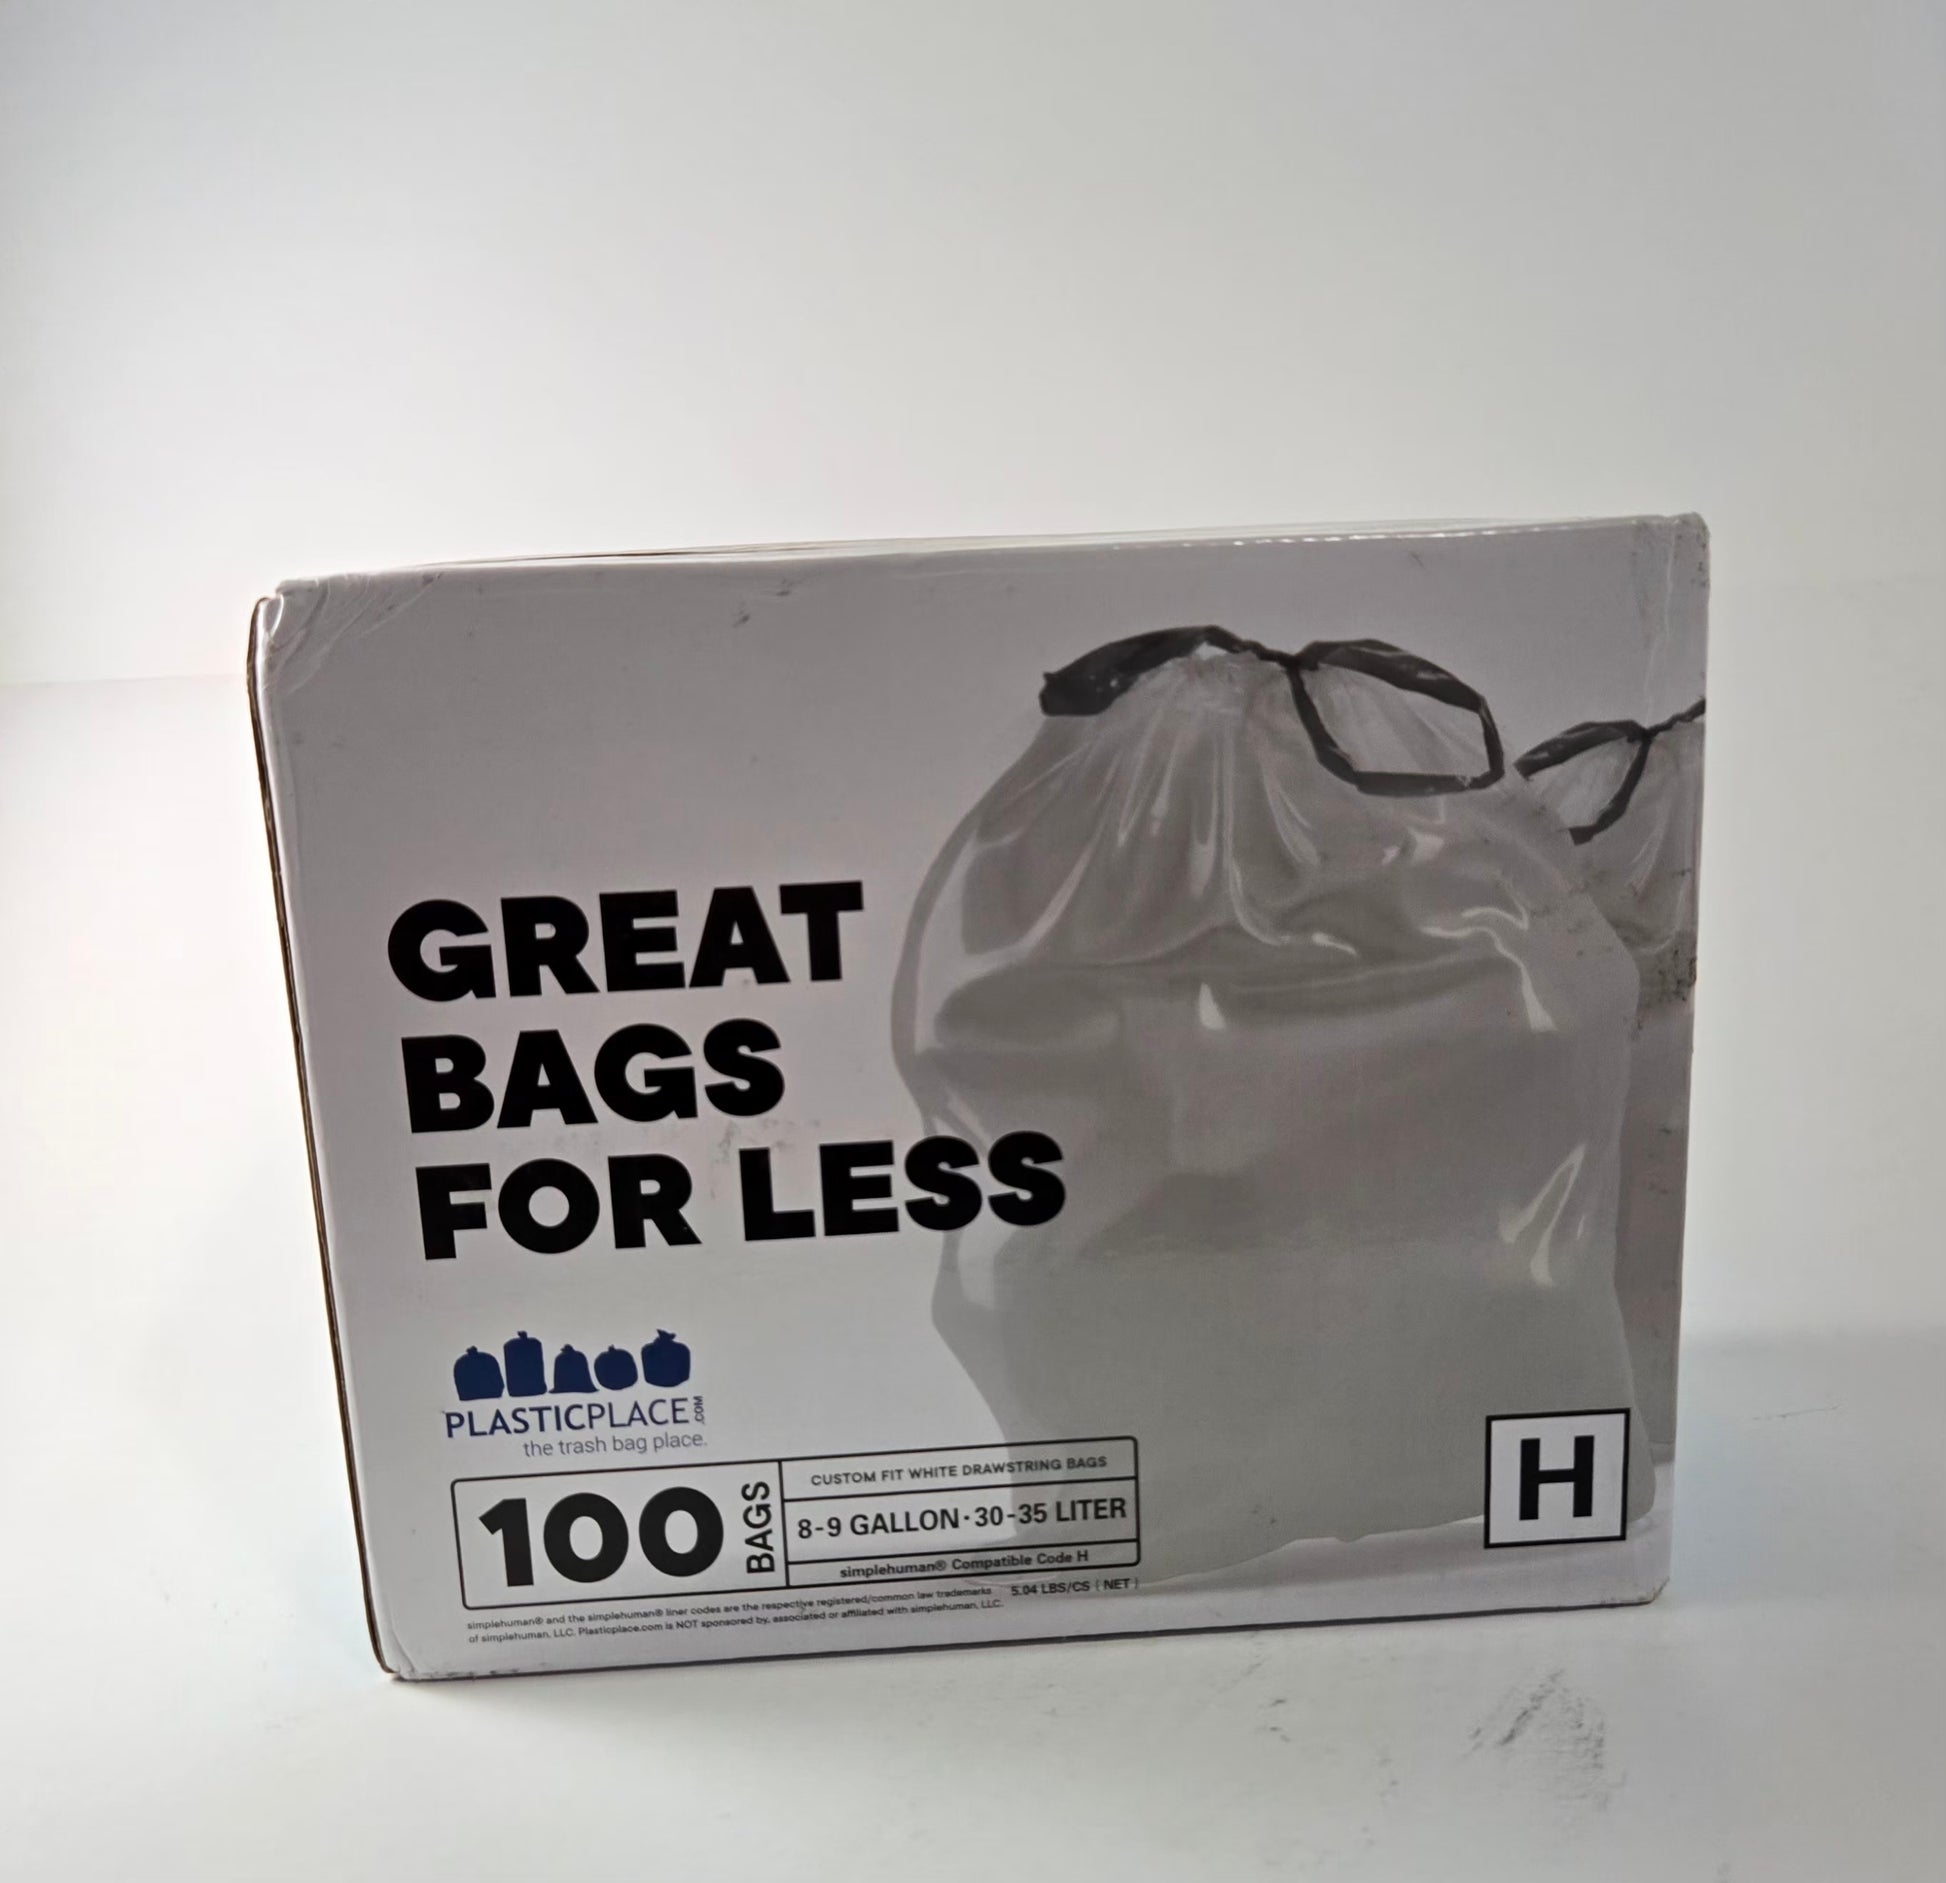 GREAT
BAGS
FOR LESS
PLASTICPLACE.COM
the trash bag place.
100 BAGS
CUSTOM FIT WHITE DRAWSTRING BAGS
8-9 GALLON · 30-35 LITER
simplehuman® Compatible Code H
simplehuman® and the simplehuman® liner codes are the respective registered/common law trademarks
of simplehuman, LLC. Plasticplace.com is NOT sponsored by, associated or affiliated with simplehuman, LLC.
5.04 LBS/CS ( NET )
H